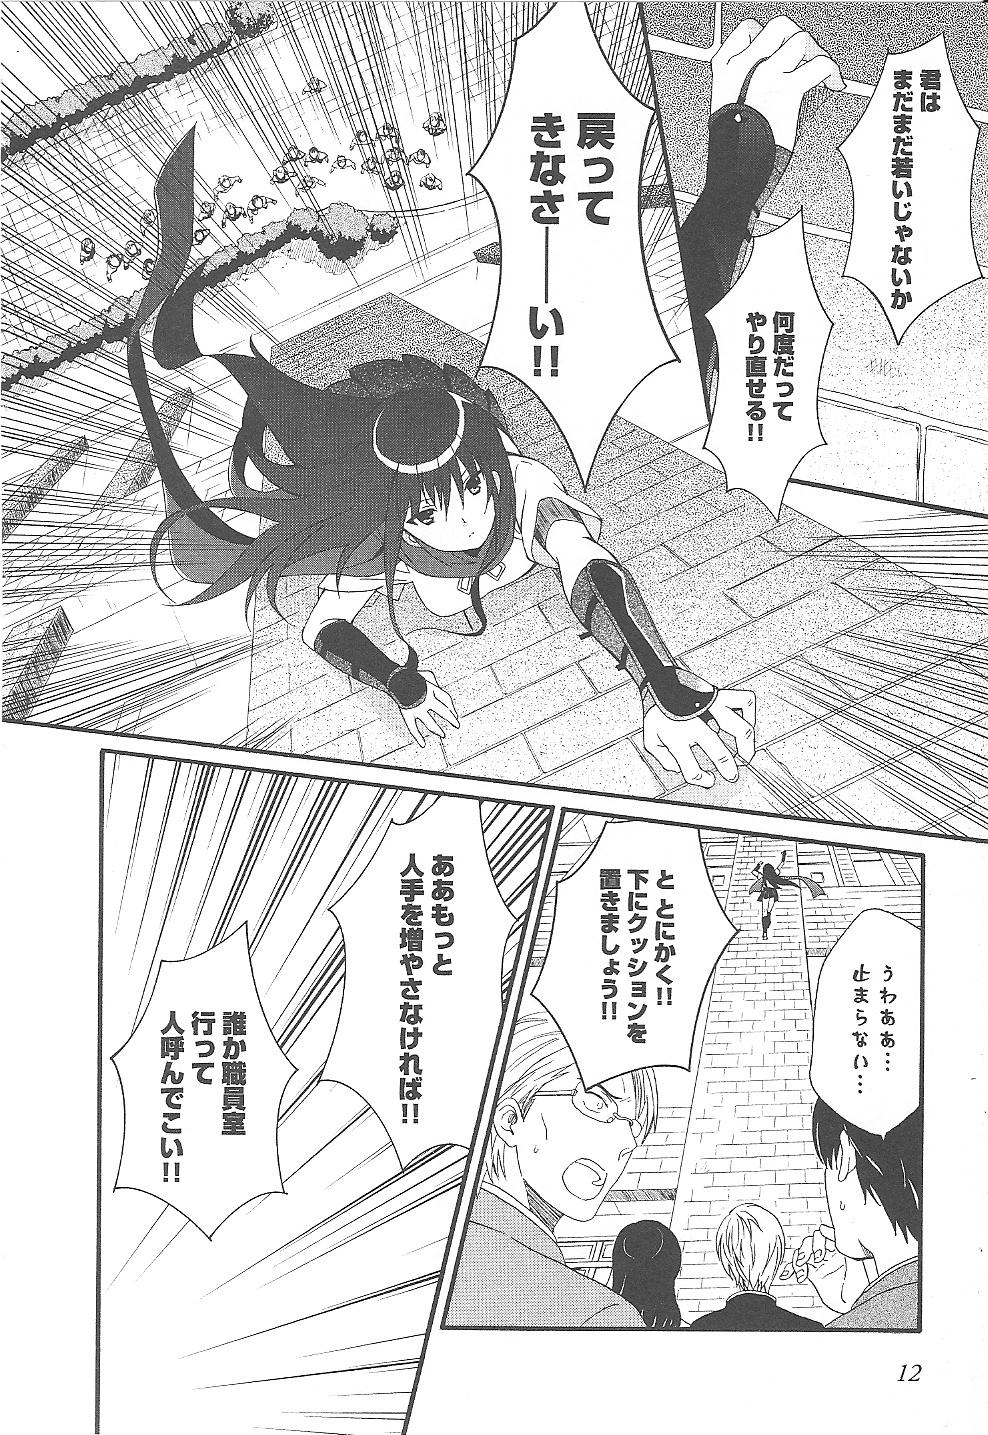 君は
まだまだ若いじゃないか
何度だって
やり直せる!!
戻って
きなさ――い!!
うわぁぁ…
止まらない…
と とにかく!!
下にクッションを
置きましょう!!
ああもっと
人手を増やさなければ!!
誰か職員室
行って
人呼んでこい!!
12